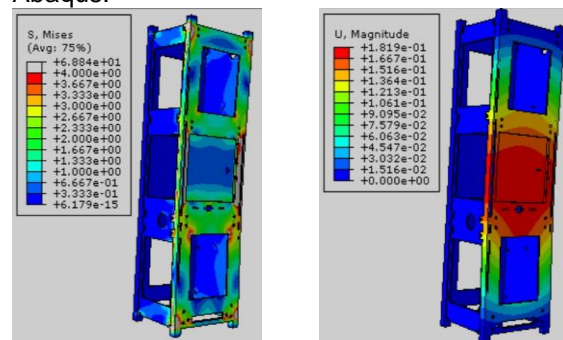 Abaqus.
S, Mises
(Avg: 75%)
+6.884e+01
+4.000e+00
+3.667e+00
+3.333e+00
+3.000e+00
+2.667e+00
+2.333e+00
+2.000e+00
+1.667e+00
+1.333e+00
+1.000e+00
+6.667e-01
+3.333e-01
+6.179e-15
U, Magnitude
+1.819e-01
+1.667e-01
+1.516e-01
+1.364e-01
+1.213e-01
+1.061e-01
+9.095e-02
+7.579e-02
+6.063e-02
+4.547e-02
+3.032e-02
+1.516e-02
+0.000e+00